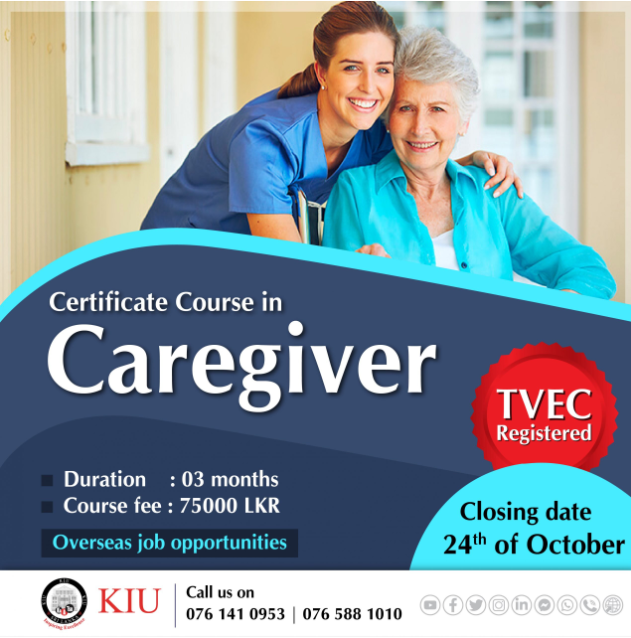 Certificate Course in
Caregiver
TVEC
Registered
Duration : 03 months
Course fee : 75000 LKR
Overseas job opportunities
Closing date
24th of October
KIU
Call us on
076 141 0953 | 076 588 1010